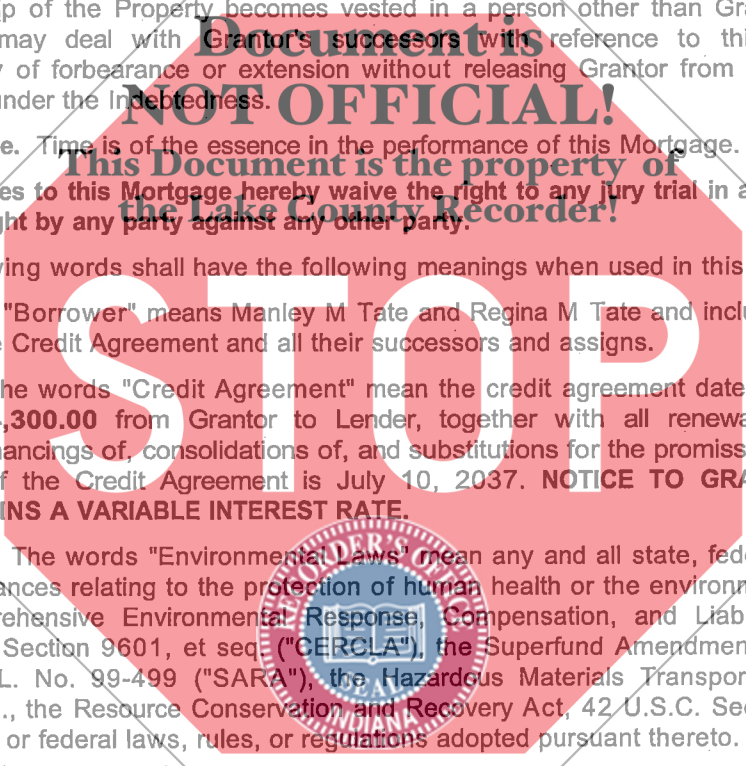 p of the Property becomes vested in a person other than Gra
may deal with Grantor's successors with reference to thi
Document is
y of forbearance or extension without releasing Grantor from
under the Indebtedness.
NOT OFFICIAL!
e. Time is of the essence in the performance of this Mortgage.
This Document is the property of
es to this Mortgage hereby waive the right to any jury trial in a
the Lake County Recorder!
ght by any party against any other party.
ving words shall have the following meanings when used in this
"Borrower" means Manley M Tate and Regina M Tate and inclu
e Credit Agreement and all their successors and assigns.
STOP
he words "Credit Agreement" mean the credit agreement date
,300.00 from Grantor to Lender, together with all renewa
nancings of, consolidations of, and substitutions for the promiss
f the Credit Agreement is July 10, 2037. NOTICE TO GRA
INS A VARIABLE INTEREST RATE.
The words "Environmental Laws" mean any and all state, fede
ances relating to the protection of human health or the environm
rehensive Environmental Response, Compensation, and Liab
Section 9601, et seq. ("CERCLA"), the Superfund Amendmen
L. No. 99-499 ("SARA"), the Hazardous Materials Transpor
., the Resource Conservation and Recovery Act, 42 U.S.C. Sec
or federal laws, rules, or regulations adopted pursuant thereto.
RECORDER'S OFFICE
SEAL
INDIANA